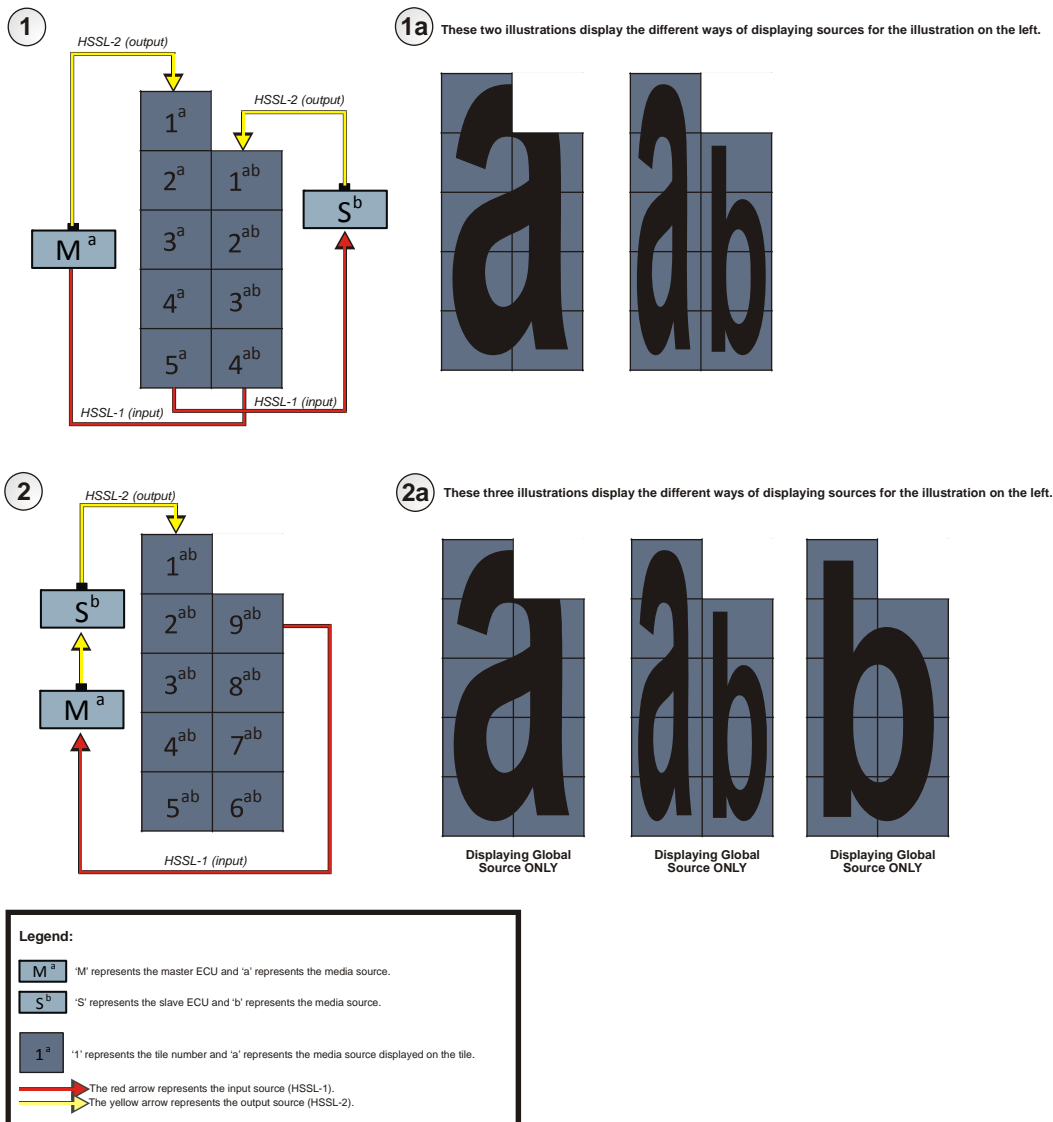 1
1a These two illustrations display the different ways of displaying sources for the illustration on the left.
HSSL-2 (output)
HSSL-2 (output)
1ᵃ
2ᵃ 1ᵃᵇ
Sᵇ
Mᵃ
3ᵃ 2ᵃᵇ
4ᵃ 3ᵃᵇ
5ᵃ 4ᵃᵇ
HSSL-1 (input)
HSSL-1 (input)
a
a b
2
2a These three illustrations display the different ways of displaying sources for the illustration on the left.
HSSL-2 (output)
1ᵃᵇ
Sᵇ
2ᵃᵇ 9ᵃᵇ
Mᵃ
3ᵃᵇ 8ᵃᵇ
4ᵃᵇ 7ᵃᵇ
5ᵃᵇ 6ᵃᵇ
HSSL-1 (input)
a
a b
b
Displaying Global
Source ONLY
Displaying Global
Source ONLY
Displaying Global
Source ONLY
Legend:
Mᵃ 'M' represents the master ECU and 'a' represents the media source.
Sᵇ 'S' represents the slave ECU and 'b' represents the media source.
1ᵃ '1' represents the tile number and 'a' represents the media source displayed on the tile.
The red arrow represents the input source (HSSL-1).
The yellow arrow represents the output source (HSSL-2).